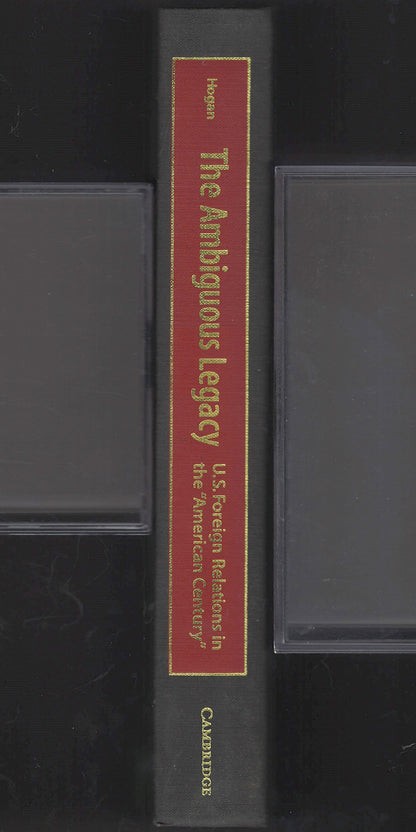 Hogan
The Ambiguous Legacy
U.S. Foreign Relations in
the "American Century"
CAMBRIDGE